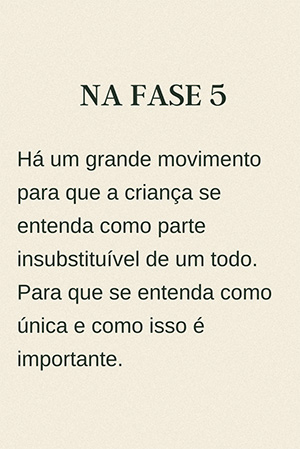 NA FASE 5
Há um grande movimento
para que a criança se
entenda como parte
insubstituível de um todo.
Para que se entenda como
única e como isso é
importante.